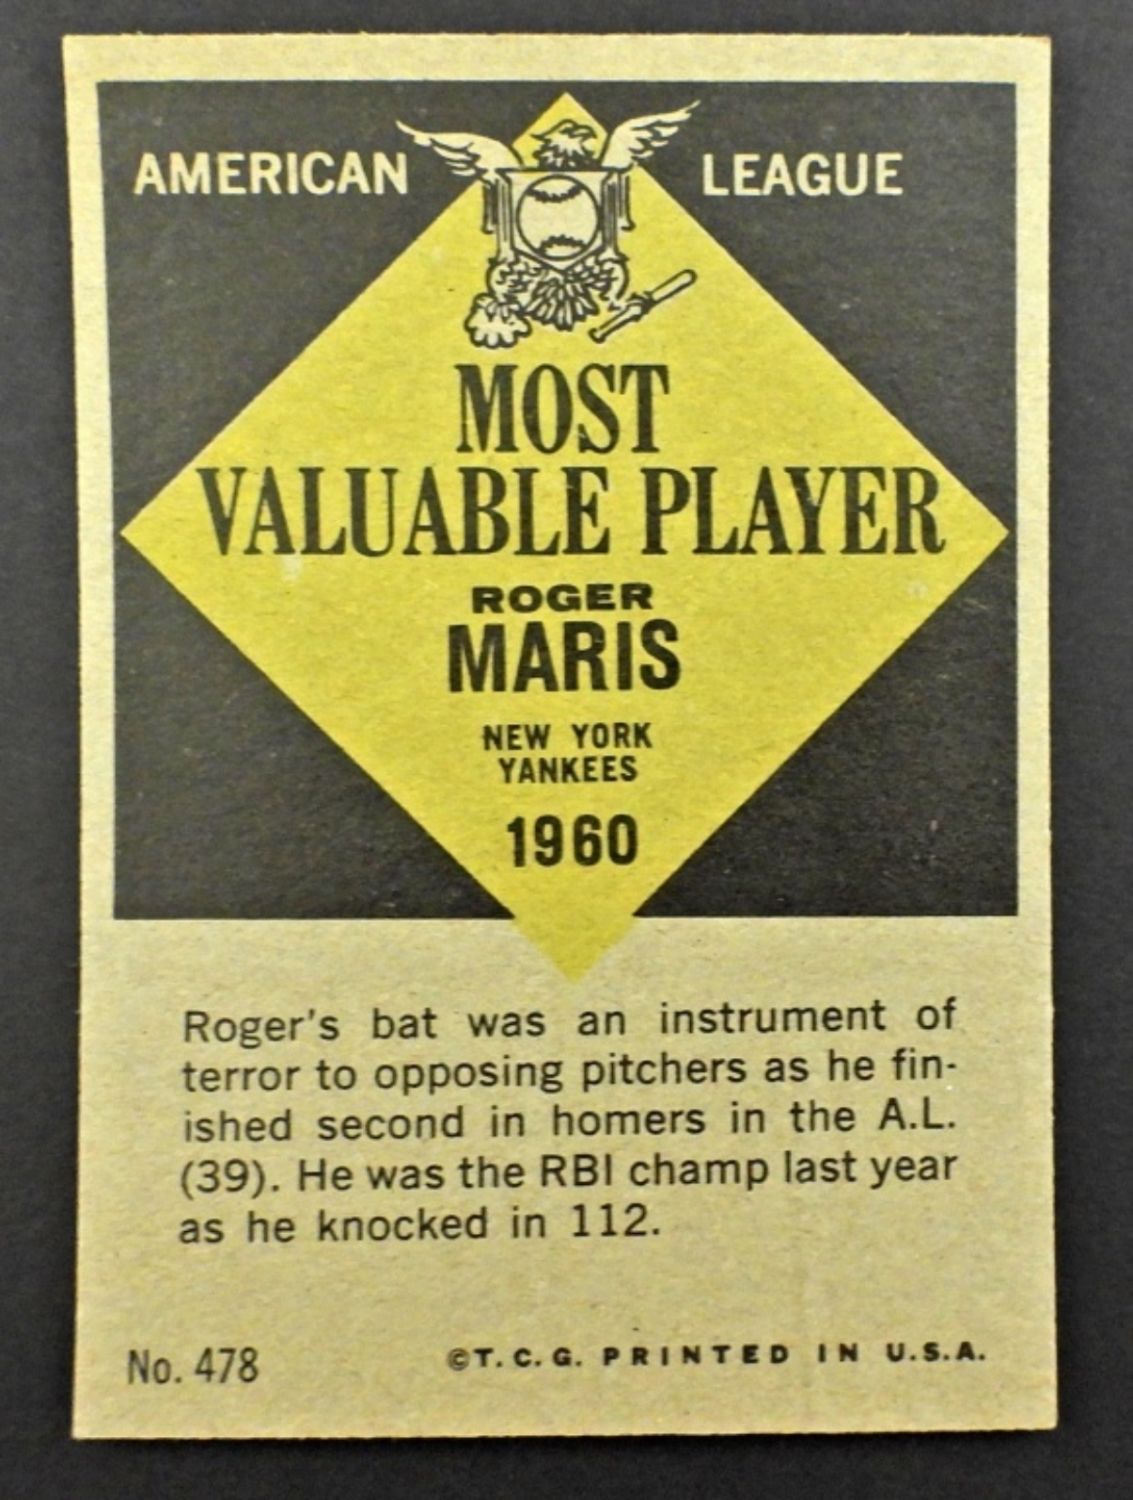 AMERICAN LEAGUE
MOST
VALUABLE PLAYER
ROGER
MARIS
NEW YORK
YANKEES
1960
Roger's bat was an instrument of
terror to opposing pitchers as he fin-
ished second in homers in the A.L.
(39). He was the RBI champ last year
as he knocked in 112.
No. 478 ©T.C.G. PRINTED IN U.S.A.